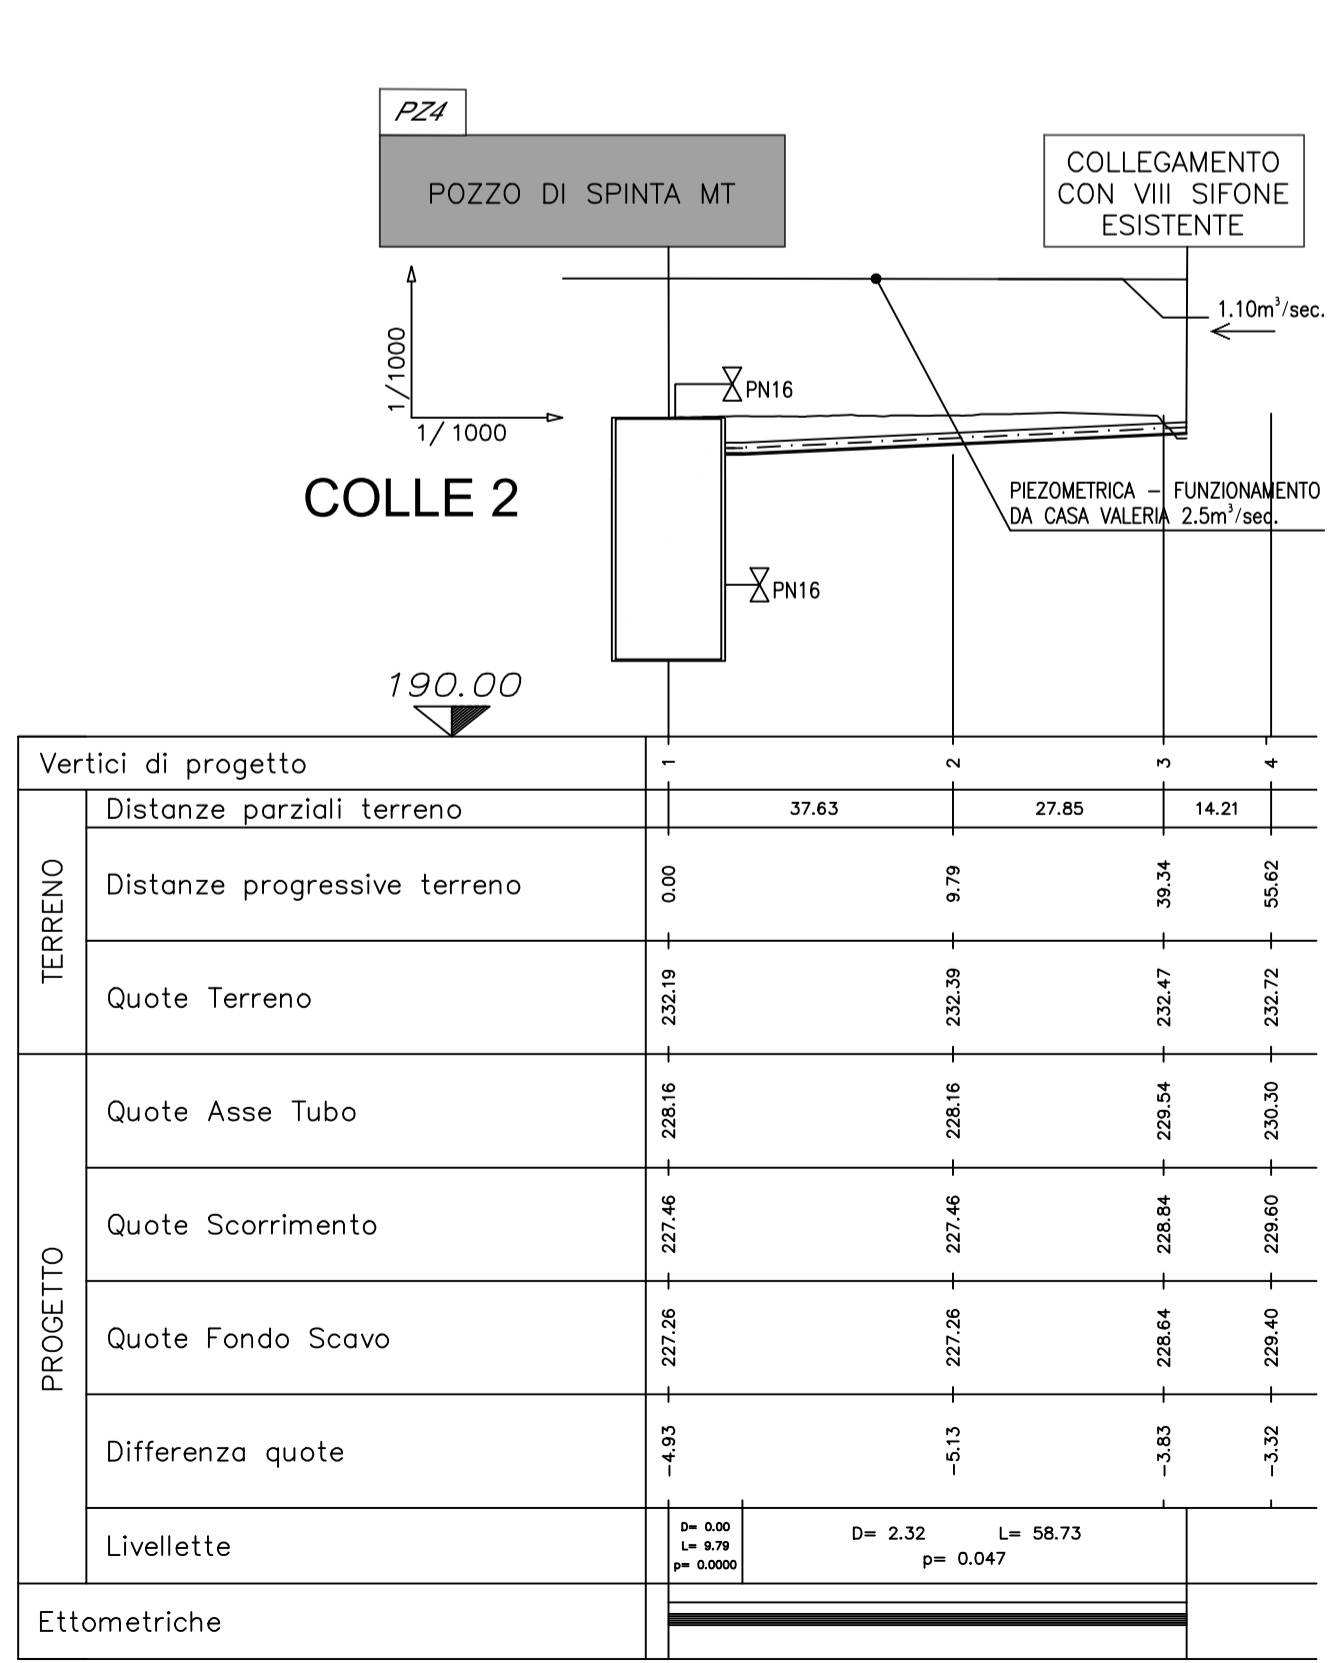 PZ4
POZZO DI SPINTA MT
COLLEGAMENTO
CON VIII SIFONE
ESISTENTE
1.10m³/sec.
1/1000
1/1000
PN16
COLLE 2
PIEZOMETRICA – FUNZIONAMENTO
DA CASA VALERIA 2.5m³/sec.
PN16
190.00
Vertici di progetto 1 2 3 4
TERRENO
Distanze parziali terreno 37.63 27.85 14.21
Distanze progressive terreno 0.00 9.79 39.34 55.62
Quote Terreno 232.19 232.39 232.47 232.72
PROGETTO
Quote Asse Tubo 228.16 228.16 229.54 230.30
Quote Scorrimento 227.46 227.46 228.84 229.60
Quote Fondo Scavo 227.26 227.26 228.64 229.40
Differenza quote -4.93 -5.13 -3.83 -3.32
Livellette
D= 0.00
L= 9.79
p= 0.0000
D= 2.32 L= 58.73
p= 0.047
Ettometriche